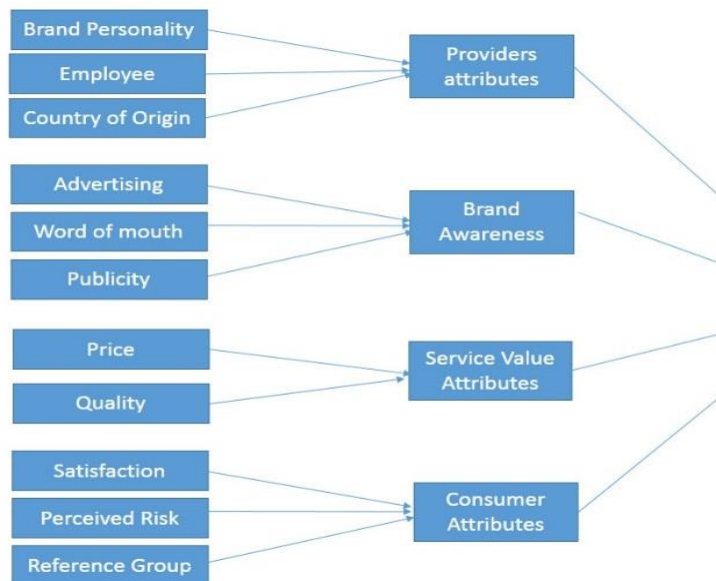 Brand Personality
Employee
Country of Origin
Providers
attributes
Advertising
Word of mouth
Publicity
Brand
Awareness
Price
Quality
Service Value
Attributes
Satisfaction
Perceived Risk
Reference Group
Consumer
Attributes